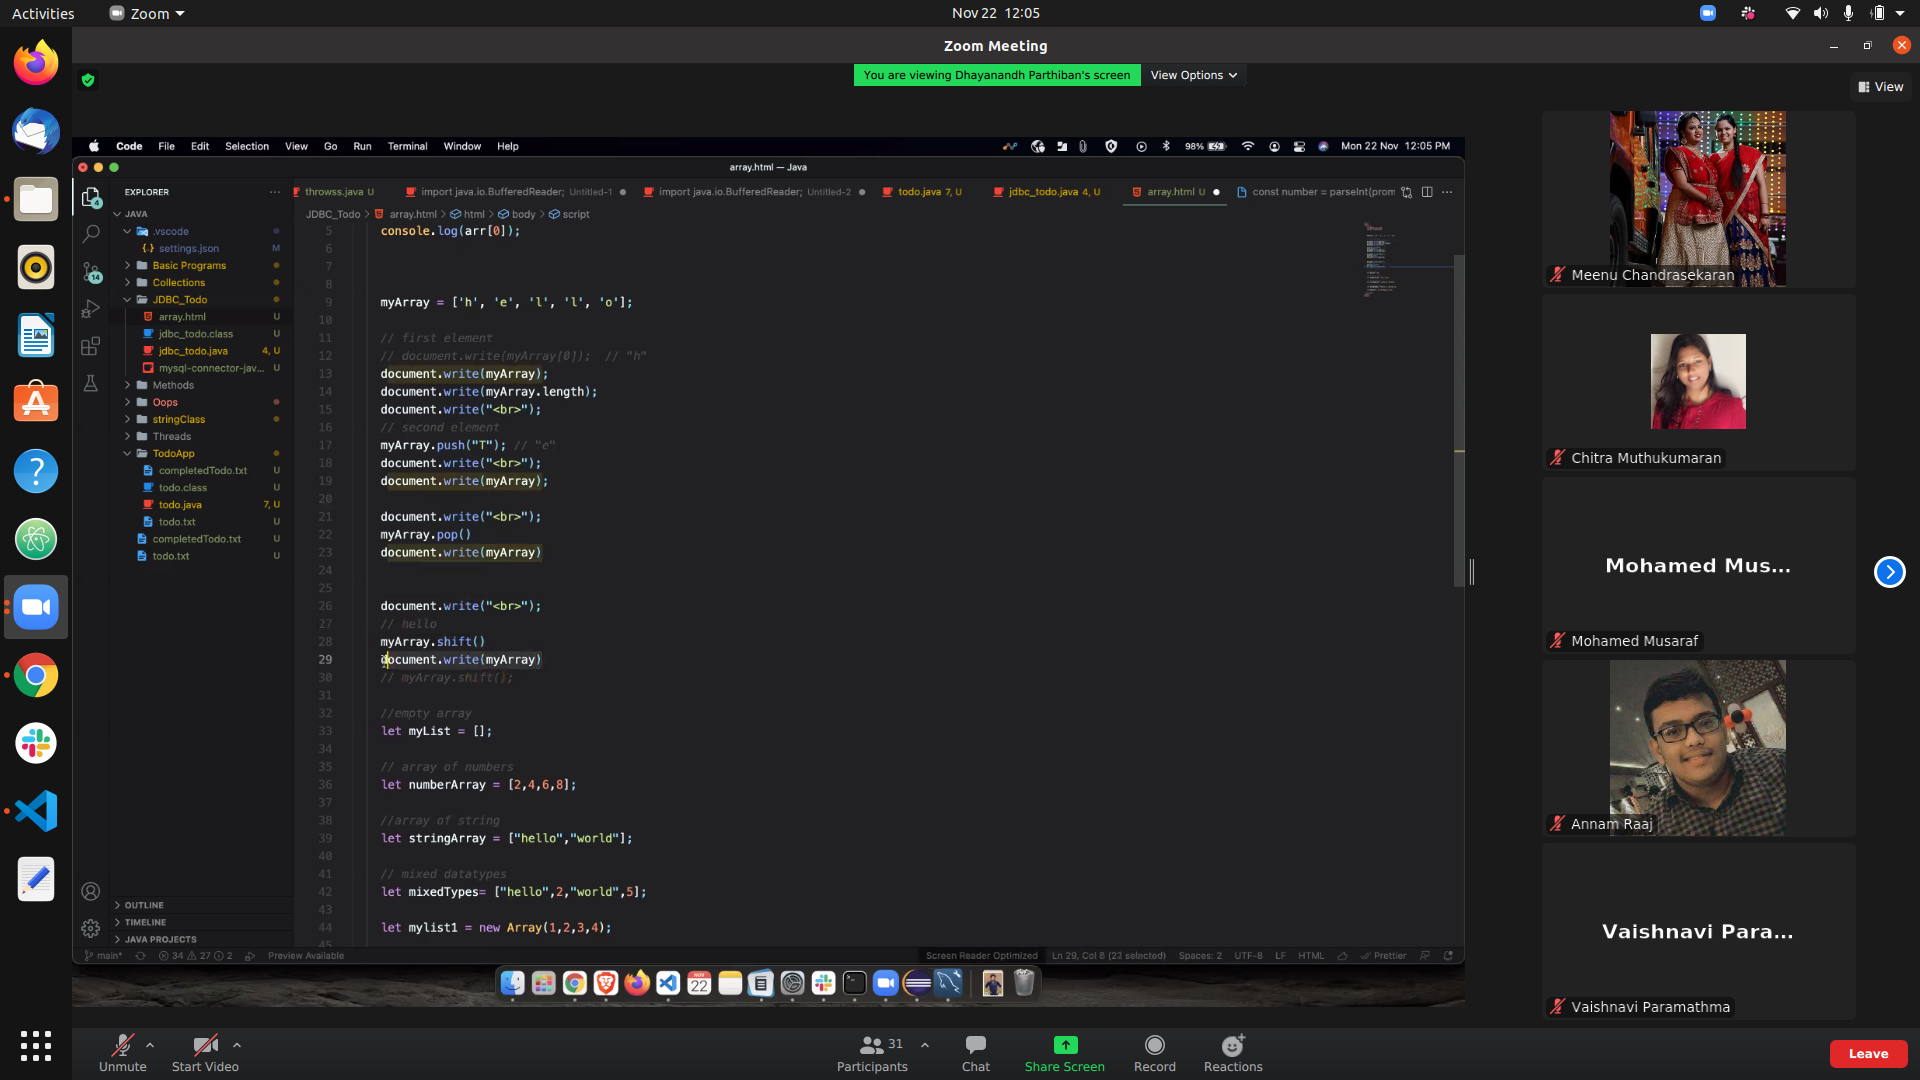 Activities
Zoom
Nov 22 12:05
Zoom Meeting
You are viewing Dhayanandh Parthiban's screen
View Options
View
Code File Edit Selection View Go Run Terminal Window Help
98%
Mon 22 Nov 12:05 PM
array.html — Java
EXPLORER
throwss.java U
import java.io.BufferedReader; Untitled-1
import java.io.BufferedReader; Untitled-2
todo.java 7, U
jdbc_todo.java 4, U
array.html U
const number = parseInt(prom
JDBC_Todo > array.html > html > body > script
JAVA
.vscode
settings.json M
Basic Programs
Collections
JDBC_Todo
array.html U
jdbc_todo.class U
jdbc_todo.java 4, U
mysql-connector-jav... U
Methods
Oops
stringClass
Threads
TodoApp
completedTodo.txt U
todo.class U
todo.java 7, U
todo.txt U
completedTodo.txt U
todo.txt U
OUTLINE
TIMELINE
JAVA PROJECTS
5 console.log(arr[0]);
6
7
8
9 myArray = ['h', 'e', 'l', 'l', 'o'];
10
11 // first element
12 // document.write(myArray[0]); // "h"
13 document.write(myArray);
14 document.write(myArray.length);
15 document.write("<br>");
16 // second element
17 myArray.push("T"); // "e"
18 document.write("<br>");
19 document.write(myArray);
20
21 document.write("<br>");
22 myArray.pop()
23 document.write(myArray)
24
25
26 document.write("<br>");
27 // hello
28 myArray.shift()
29 document.write(myArray)
30 // myArray.shift();
31
32 //empty array
33 let myList = [];
34
35 // array of numbers
36 let numberArray = [2,4,6,8];
37
38 //array of string
39 let stringArray = ["hello","world"];
40
41 // mixed datatypes
42 let mixedTypes= ["hello",2,"world",5];
43
44 let mylist1 = new Array(1,2,3,4);
45
main* 34 27 2 Preview Available
Screen Reader Optimized Ln 29, Col 8 (23 selected) Spaces: 2 UTF-8 LF HTML Prettier
NOV
22
Meenu Chandrasekaran
Chitra Muthukumaran
Mohamed Mus...
Mohamed Musaraf
Annam Raaj
Vaishnavi Para...
Vaishnavi Paramathma
Unmute
Start Video
Participants 31
Chat
Share Screen
Record
Reactions
Leave